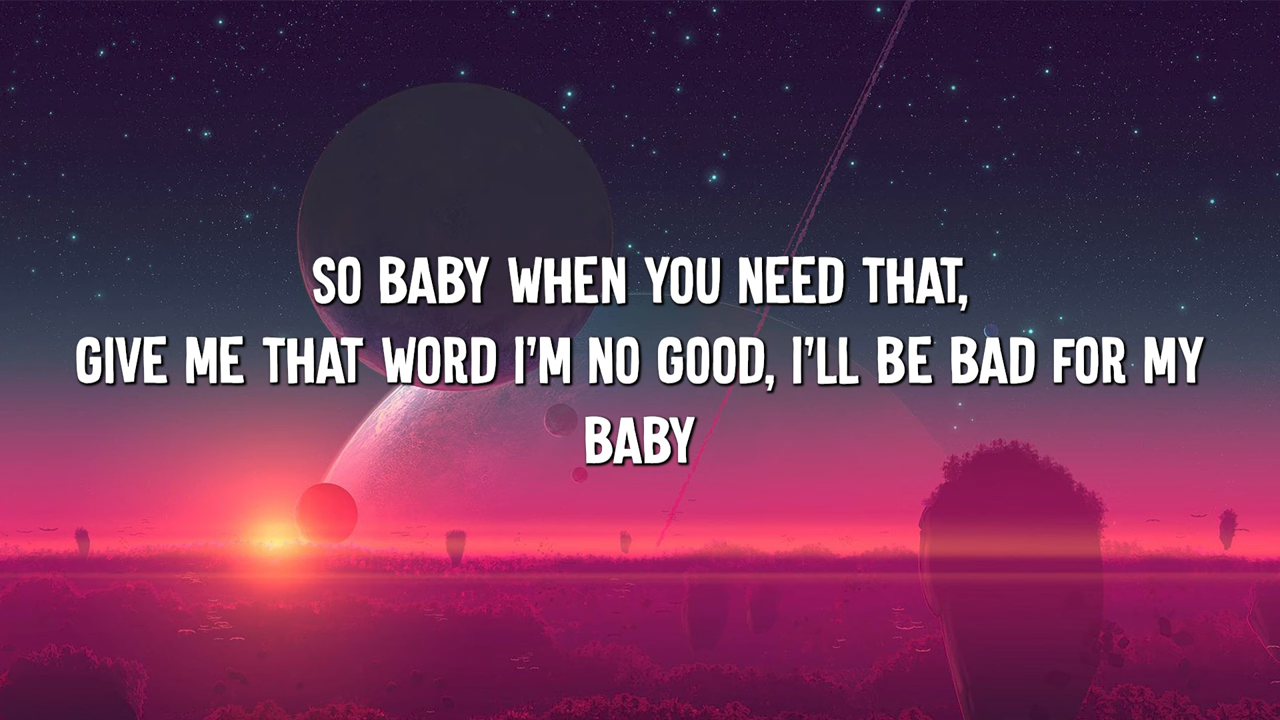 SO BABY WHEN YOU NEED THAT,
GIVE ME THAT WORD I'M NO GOOD, I'LL BE BAD FOR MY
BABY